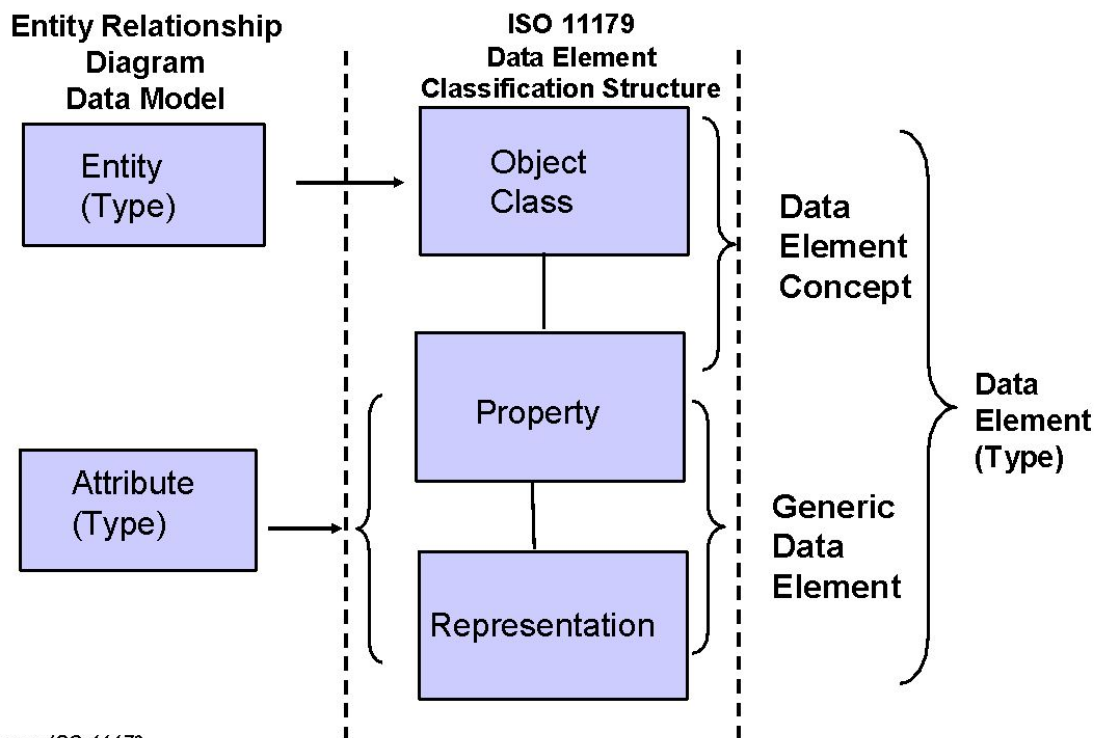 Entity Relationship
Diagram
Data Model
ISO 11179
Data Element
Classification Structure
Entity
(Type)
Object
Class
Data
Element
Concept
Property
Data
Element
(Type)
Attribute
(Type)
Generic
Data
Element
Representation